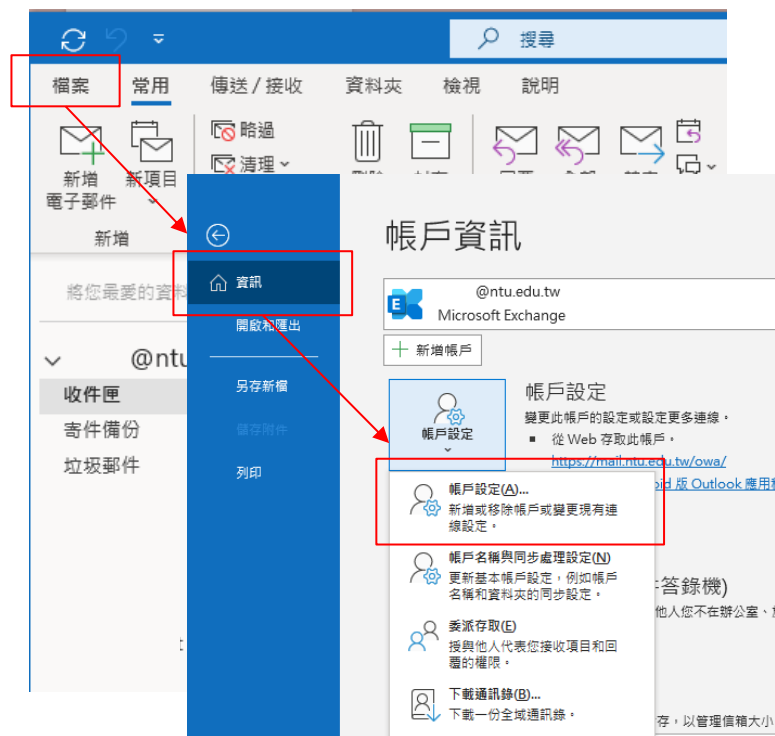 搜尋
檔案 常用 傳送/接收 資料夾 檢視 說明
略過
清理
新增
電子郵件
新項目
新增
將您最愛的資料
@ntu
收件匣
寄件備份
垃圾郵件
資訊
開啟和匯出
另存新檔
儲存附件
列印
帳戶資訊
@ntu.edu.tw
Microsoft Exchange
新增帳戶
帳戶設定
帳戶設定
變更此帳戶的設定或設定更多連線。
從 Web 存取此帳戶。
https://mail.ntu.edu.tw/owa/
版 Outlook 應用
帳戶設定(A)...
新增或移除帳戶或變更現有連
線設定。
帳戶名稱與同步處理設定(N)
更新基本帳戶設定，例如帳戶
名稱和資料夾的同步設定。
答錄機)
他人您不在辦公室、
委派存取(E)
授與他人代表您接收項目和回
覆的權限。
下載通訊錄(B)...
下載一份全域通訊錄。
存，以管理信箱大小